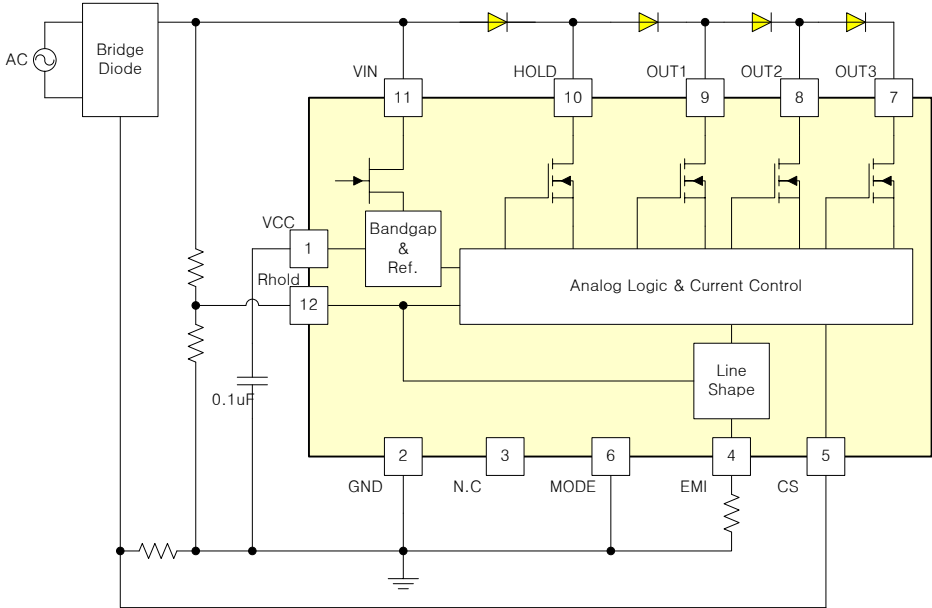 AC
Bridge
Diode
VIN
HOLD
OUT1
OUT2
OUT3
11
10
9
8
7
VCC
1
Bandgap
&
Ref.
Rhold
12
Analog Logic & Current Control
Line
Shape
0.1uF
2
3
6
4
5
GND
N.C
MODE
EMI
CS